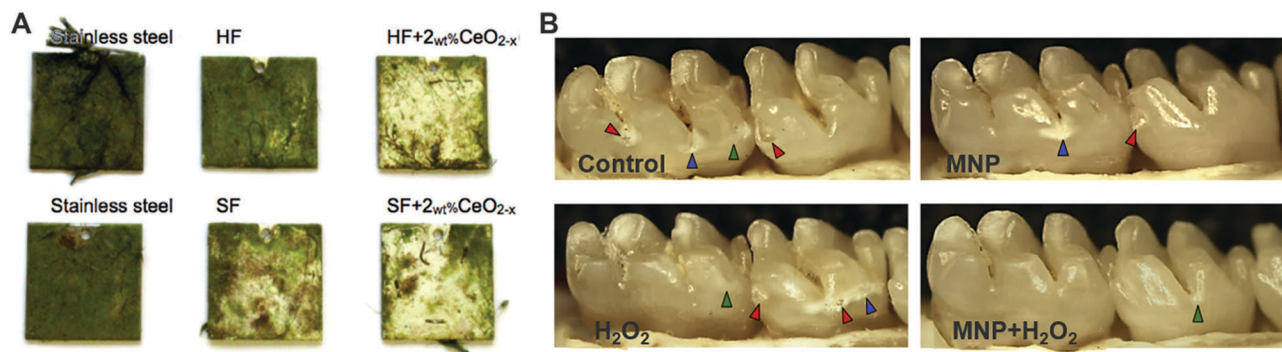 A
Stainless steel
HF
HF+2wt%CeO2-x
Stainless steel
SF
SF+2wt%CeO2-x
B
Control
MNP
H2O2
MNP+H2O2